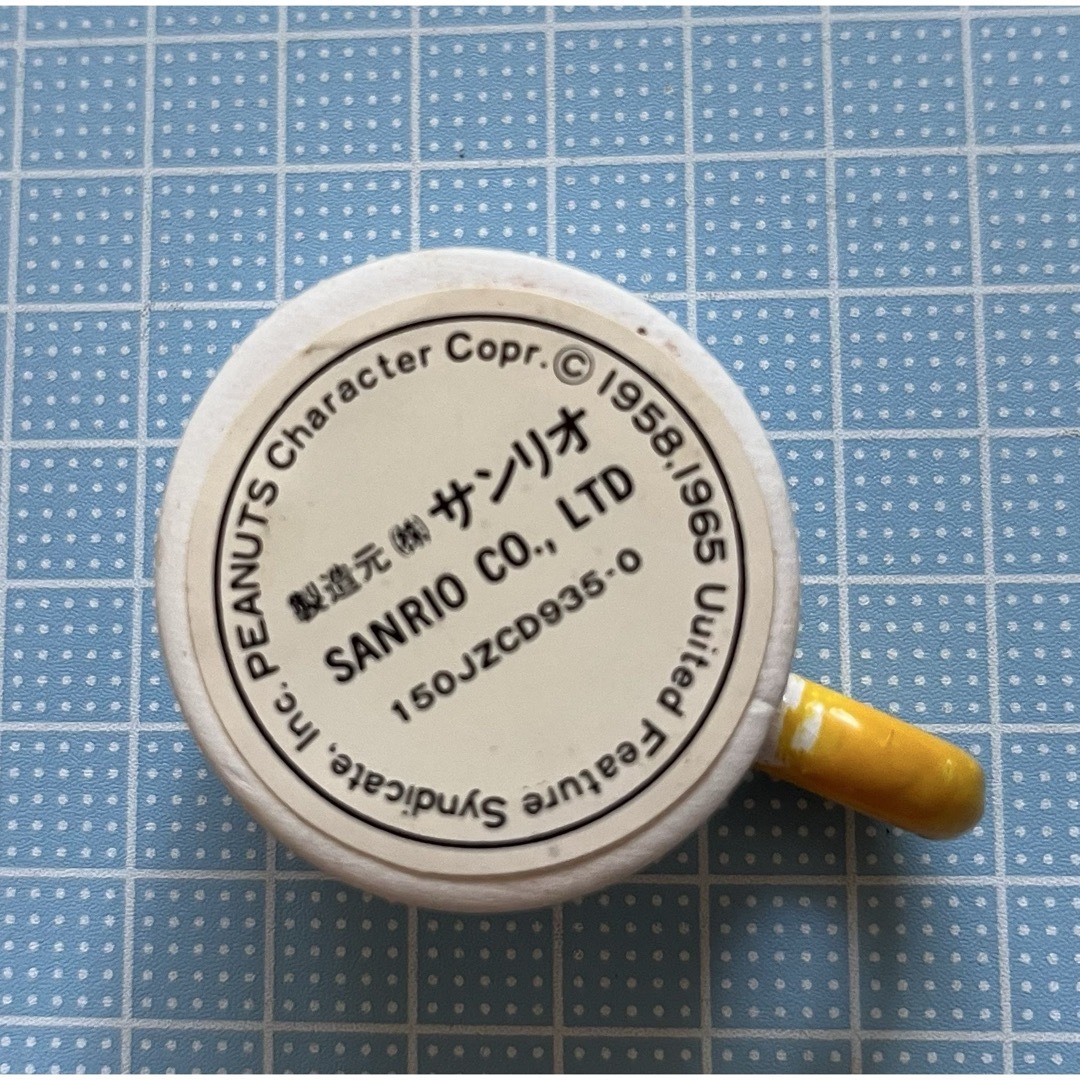 PEANUTS Character Copr.© 1958,1965 Uuited Feature Syndicate, Inc.
製造元 ㈱サンリオ
SANRIO CO., LTD
150JZCD935-0